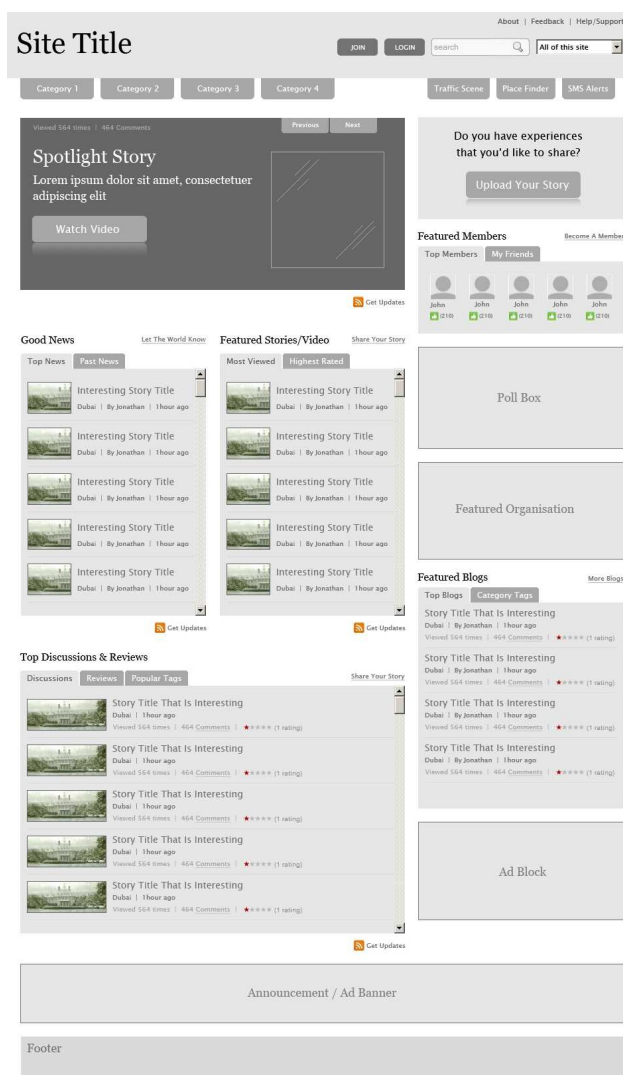 About | Feedback | Help/Support
Site Title
JOIN
LOGIN
search
All of this site
Category 1
Category 2
Category 3
Category 4
Traffic Scene
Place Finder
SMS Alerts
Viewed 564 times | 464 Comments
Previous
Next
Spotlight Story
Lorem ipsum dolor sit amet, consectetuer
adipiscing elit
Watch Video
Get Updates
Do you have experiences
that you'd like to share?
Upload Your Story
Featured Members
Become A Member
Top Members
My Friends
John
John
John
John
John
(210)
(210)
(210)
(210)
(210)
Good News
Let The World Know
Top News
Past News
Interesting Story Title
Dubai | By Jonathan | 1hour ago
Interesting Story Title
Dubai | By Jonathan | 1hour ago
Interesting Story Title
Dubai | By Jonathan | 1hour ago
Interesting Story Title
Dubai | By Jonathan | 1hour ago
Interesting Story Title
Dubai | By Jonathan | 1hour ago
Get Updates
Featured Stories/Video
Share Your Story
Most Viewed
Highest Rated
Interesting Story Title
Dubai | By Jonathan | 1hour ago
Interesting Story Title
Dubai | By Jonathan | 1hour ago
Interesting Story Title
Dubai | By Jonathan | 1hour ago
Interesting Story Title
Dubai | By Jonathan | 1hour ago
Interesting Story Title
Dubai | By Jonathan | 1hour ago
Get Updates
Poll Box
Featured Organisation
Featured Blogs
More Blogs
Top Blogs
Category Tags
Story Title That Is Interesting
Dubai | By Jonathan | 1hour ago
Viewed 564 times | 464 Comments | (1 rating)
Story Title That Is Interesting
Dubai | By Jonathan | 1hour ago
Viewed 564 times | 464 Comments | (1 rating)
Story Title That Is Interesting
Dubai | By Jonathan | 1hour ago
Viewed 564 times | 464 Comments | (1 rating)
Story Title That Is Interesting
Dubai | By Jonathan | 1hour ago
Viewed 564 times | 464 Comments | (1 rating)
Top Discussions & Reviews
Discussions
Reviews
Popular Tags
Share Your Story
Story Title That Is Interesting
Dubai | 1hour ago
Viewed 564 times | 464 Comments | (1 rating)
Story Title That Is Interesting
Dubai | 1hour ago
Viewed 564 times | 464 Comments | (1 rating)
Story Title That Is Interesting
Dubai | 1hour ago
Viewed 564 times | 464 Comments | (1 rating)
Story Title That Is Interesting
Dubai | 1hour ago
Viewed 564 times | 464 Comments | (1 rating)
Story Title That Is Interesting
Dubai | 1hour ago
Viewed 564 times | 464 Comments | (1 rating)
Get Updates
Ad Block
Announcement / Ad Banner
Footer